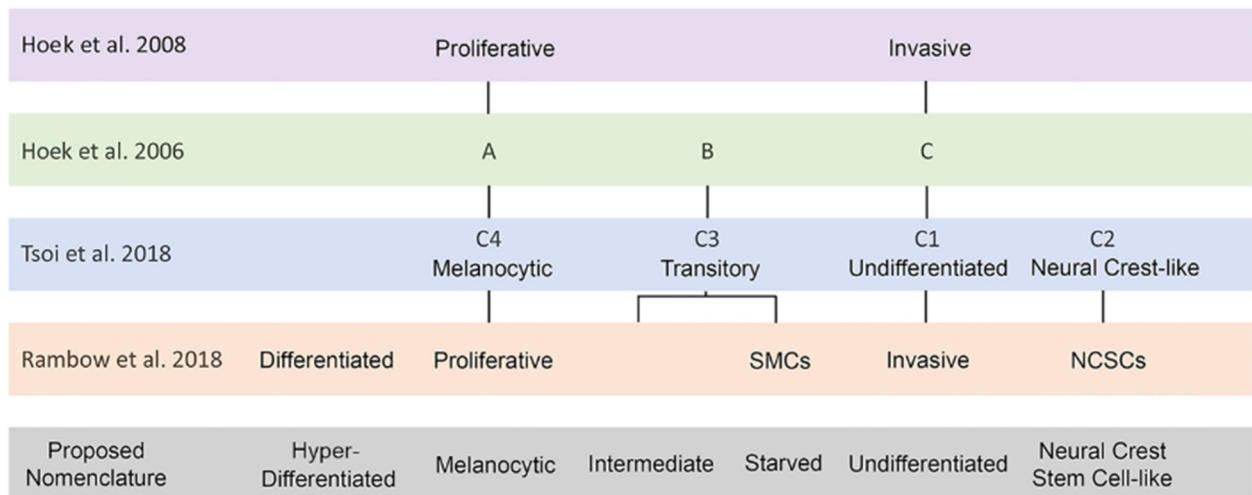 Hoek et al. 2008 Proliferative Invasive
Hoek et al. 2006 A B C
C4 C3 C1 C2
Tsoi et al. 2018 Melanocytic Transitory Undifferentiated Neural Crest-like
Rambow et al. 2018 Differentiated Proliferative SMCs Invasive NCSCs
Proposed Hyper- Neural Crest
Melanocytic Intermediate Starved Undifferentiated
Nomenclature Differentiated Stem Cell-like